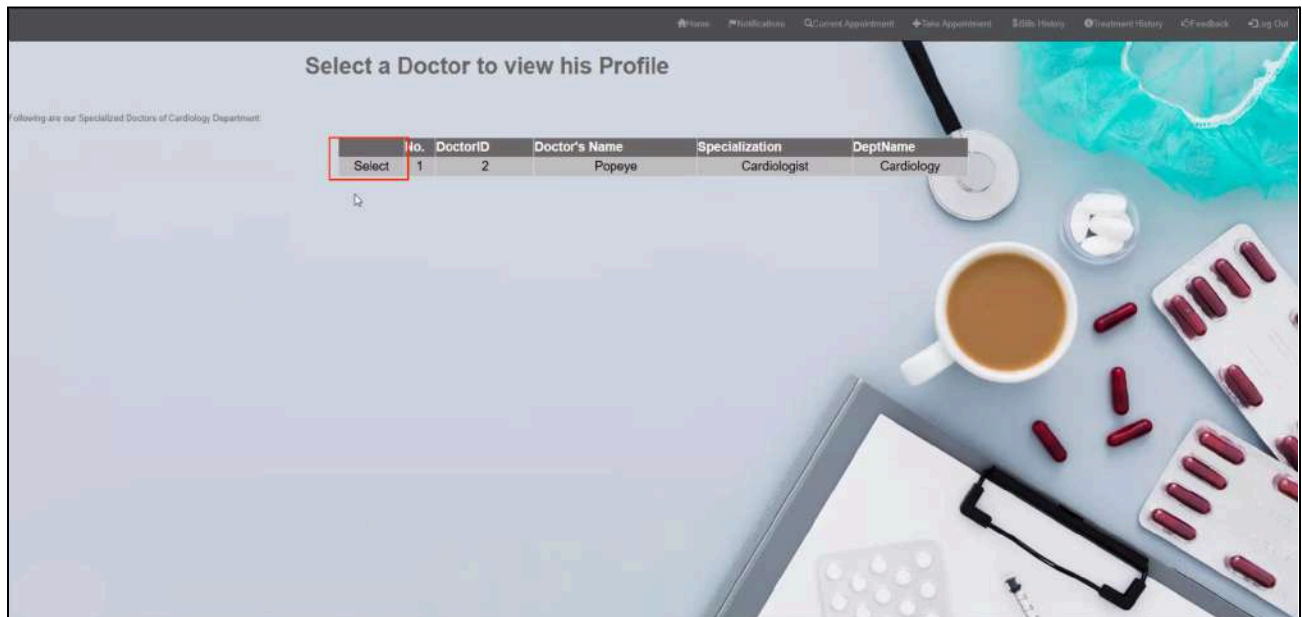 Home Notifications Current Appointment Take Appointment Bills History Treatment History Feedback Log Out
Select a Doctor to view his Profile
Following are our Specialized Doctors of Cardiology Department:
No. DoctorID Doctor's Name Specialization DeptName
Select 1 2 Popeye Cardiologist Cardiology